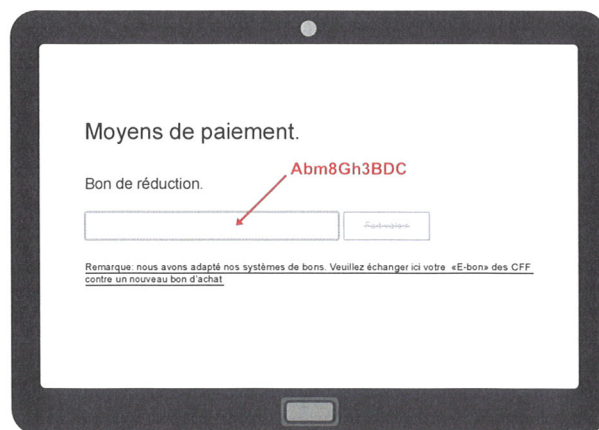 Moyens de paiement.
Abm8Gh3BDC
Bon de réduction.
Remarque: nous avons adapté nos systèmes de bons. Veuillez échanger ici votre «E-bon» des CFF
contre un nouveau bon d'achat